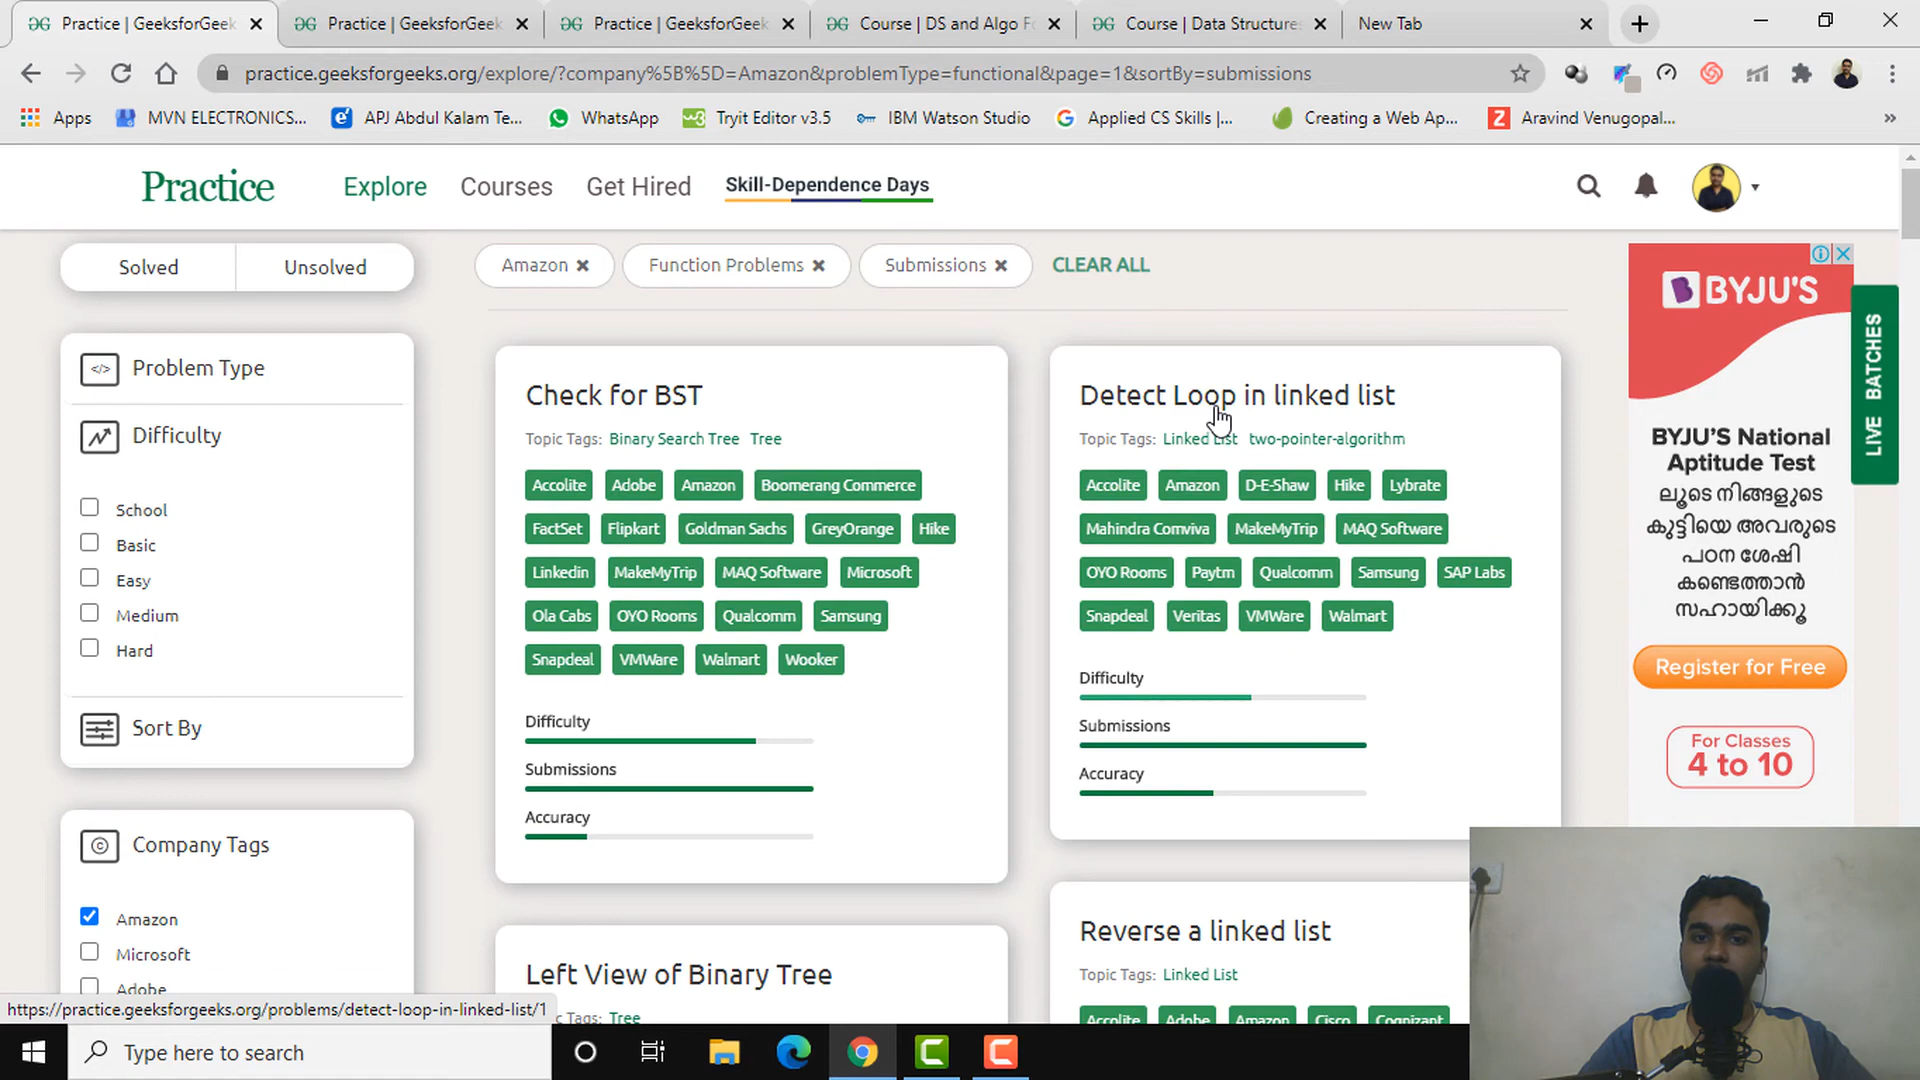 Practice | GeeksforGeek
Practice | GeeksforGeek
Practice | GeeksforGeek
Course | DS and Algo Fo
Course | Data Structure
New Tab
practice.geeksforgeeks.org/explore/?company%5B%5D=Amazon&problemType=functional&page=1&sortBy=submissions
Apps
MVN ELECTRONICS...
APJ Abdul Kalam Te...
WhatsApp
Tryit Editor v3.5
IBM Watson Studio
Applied CS Skills |...
Creating a Web Ap...
Aravind Venugopal...
Practice
Explore
Courses
Get Hired
Skill-Dependence Days
Solved
Unsolved
Problem Type
Difficulty
School
Basic
Easy
Medium
Hard
Sort By
Company Tags
Amazon
Microsoft
Adobe
Amazon
Function Problems
Submissions
CLEAR ALL
Check for BST
Topic Tags: Binary Search Tree Tree
Accolite Adobe Amazon Boomerang Commerce
FactSet Flipkart Goldman Sachs GreyOrange Hike
Linkedin MakeMyTrip MAQ Software Microsoft
Ola Cabs OYO Rooms Qualcomm Samsung
Snapdeal VMWare Walmart Wooker
Difficulty
Submissions
Accuracy
Left View of Binary Tree
Tags: Tree
Detect Loop in linked list
Topic Tags: Linked List two-pointer-algorithm
Accolite Amazon D-E-Shaw Hike Lybrate
Mahindra Comviva MakeMyTrip MAQ Software
OYO Rooms Paytm Qualcomm Samsung SAP Labs
Snapdeal Veritas VMWare Walmart
Difficulty
Submissions
Accuracy
Reverse a linked list
Topic Tags: Linked List
Accolite Adobe Amazon Cisco Cognizant
BYJU'S
BYJU'S National
Aptitude Test
ലൂടെ നിങ്ങളുടെ
കുട്ടിയെ അവരുടെ
പഠന ശേഷി
കണ്ടെത്താൻ
സഹായിക്കൂ
Register for Free
For Classes
4 to 10
LIVE BATCHES
https://practice.geeksforgeeks.org/problems/detect-loop-in-linked-list/1
Type here to search